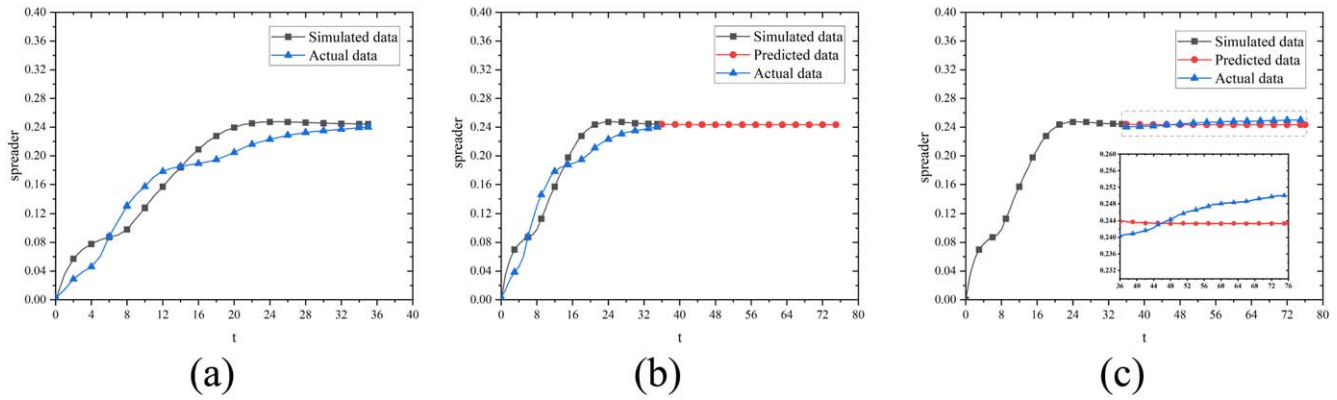 0.40
0.36
0.32
0.28
0.24
0.20
0.16
0.12
0.08
0.04
0.00
spreader
Simulated data
Actual data
0 4 8 12 16 20 24 28 32 36 40
t
(a)
0.40
0.36
0.32
0.28
0.24
0.20
0.16
0.12
0.08
0.04
0.00
spreader
Simulated data
Predicted data
Actual data
0 8 16 24 32 40 48 56 64 72 80
t
(b)
0.40
0.36
0.32
0.28
0.24
0.20
0.16
0.12
0.08
0.04
0.00
spreader
Simulated data
Predicted data
Actual data
0.260
0.256
0.252
0.248
0.244
0.240
0.236
0.232
36 40 44 48 52 56 60 64 68 72 76
0 8 16 24 32 40 48 56 64 72 80
t
(c)